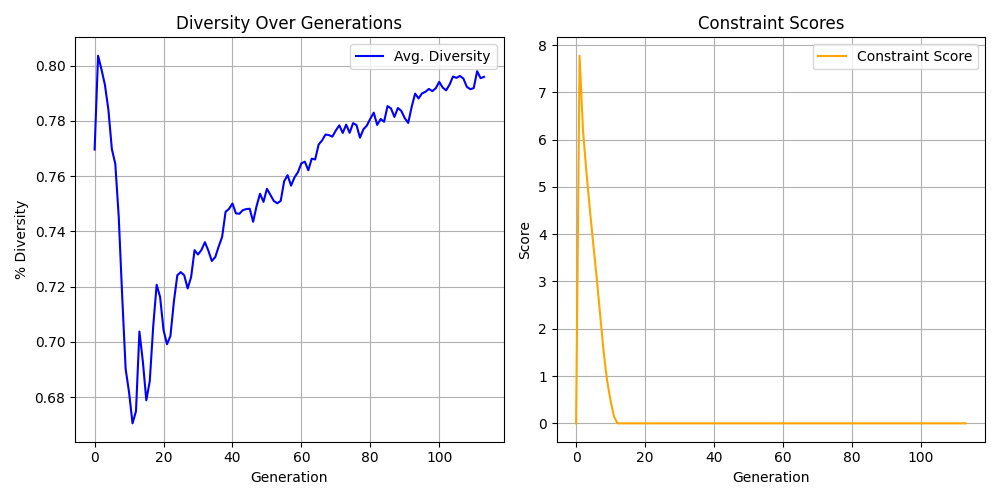 Diversity Over Generations
Avg. Diversity
% Diversity
0.80
0.78
0.76
0.74
0.72
0.70
0.68
0 20 40 60 80 100
Generation
Constraint Scores
Constraint Score
Score
8
7
6
5
4
3
2
1
0
0 20 40 60 80 100
Generation